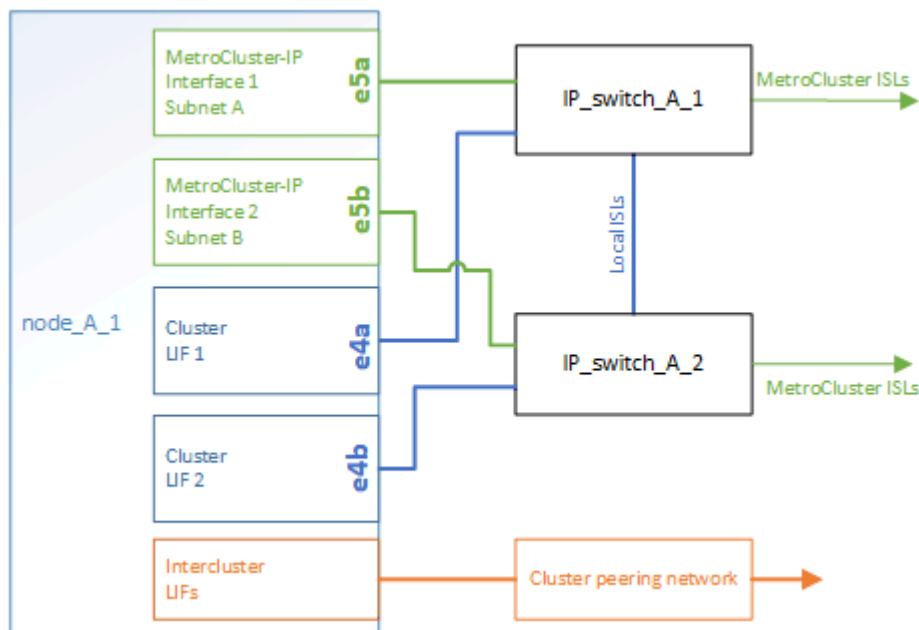 MetroCluster-IP
Interface 1
Subnet A
e5a
IP_switch_A_1
MetroCluster ISLs
MetroCluster-IP
Interface 2
Subnet B
e5b
Local ISLs
node_A_1
Cluster
LIF 1
e4a
IP_switch_A_2
MetroCluster ISLs
Cluster
LIF 2
e4b
Intercluster
LIFs
Cluster peering network